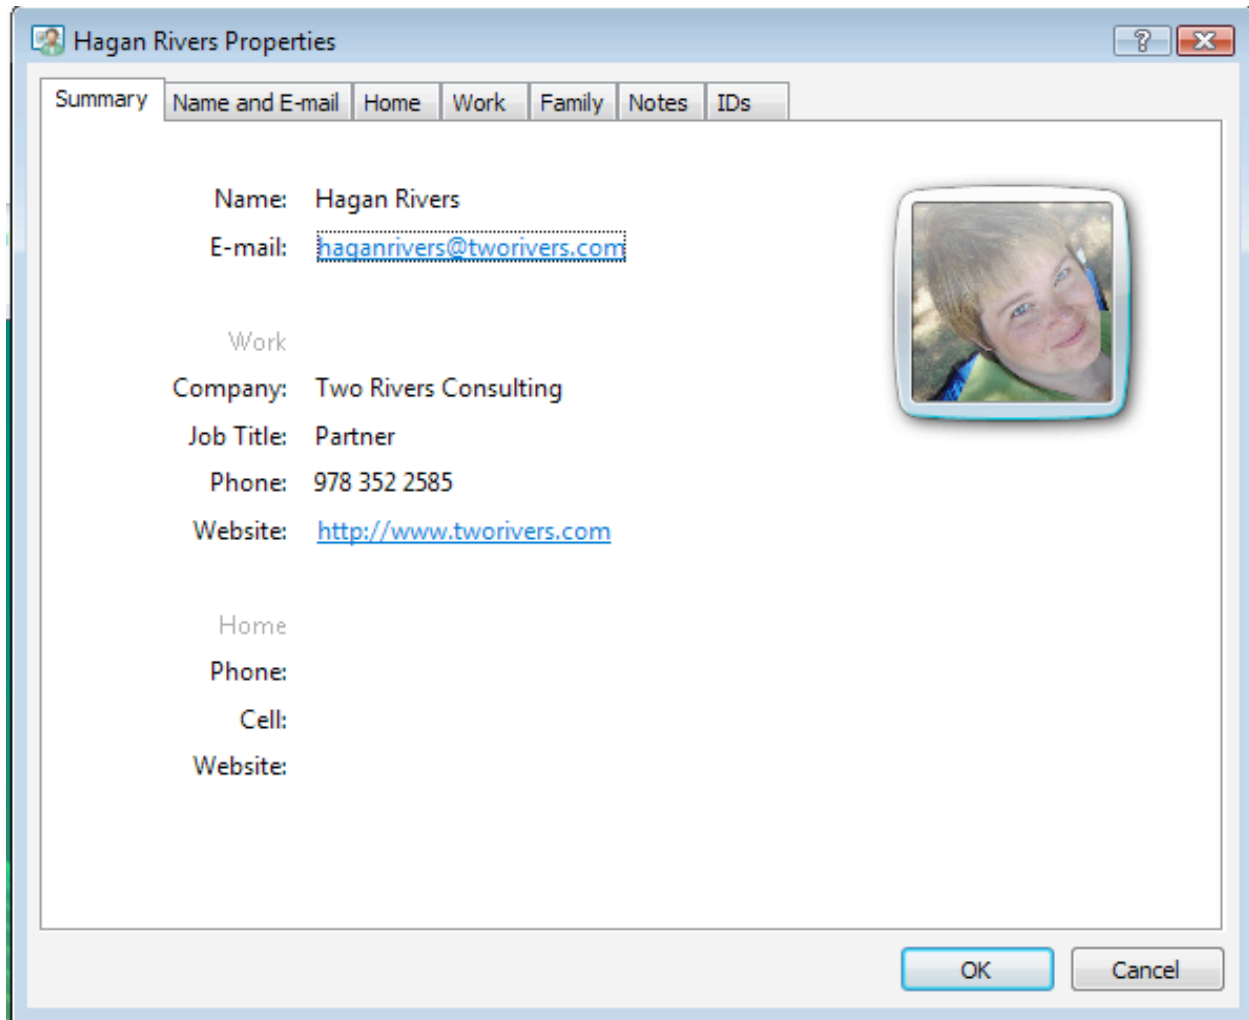 Hagan Rivers Properties
Summary Name and E-mail Home Work Family Notes IDs
Name: Hagan Rivers
E-mail: haganrivers@tworivers.com
Work
Company: Two Rivers Consulting
Job Title: Partner
Phone: 978 352 2585
Website: http://www.tworivers.com
Home
Phone:
Cell:
Website:
OK Cancel